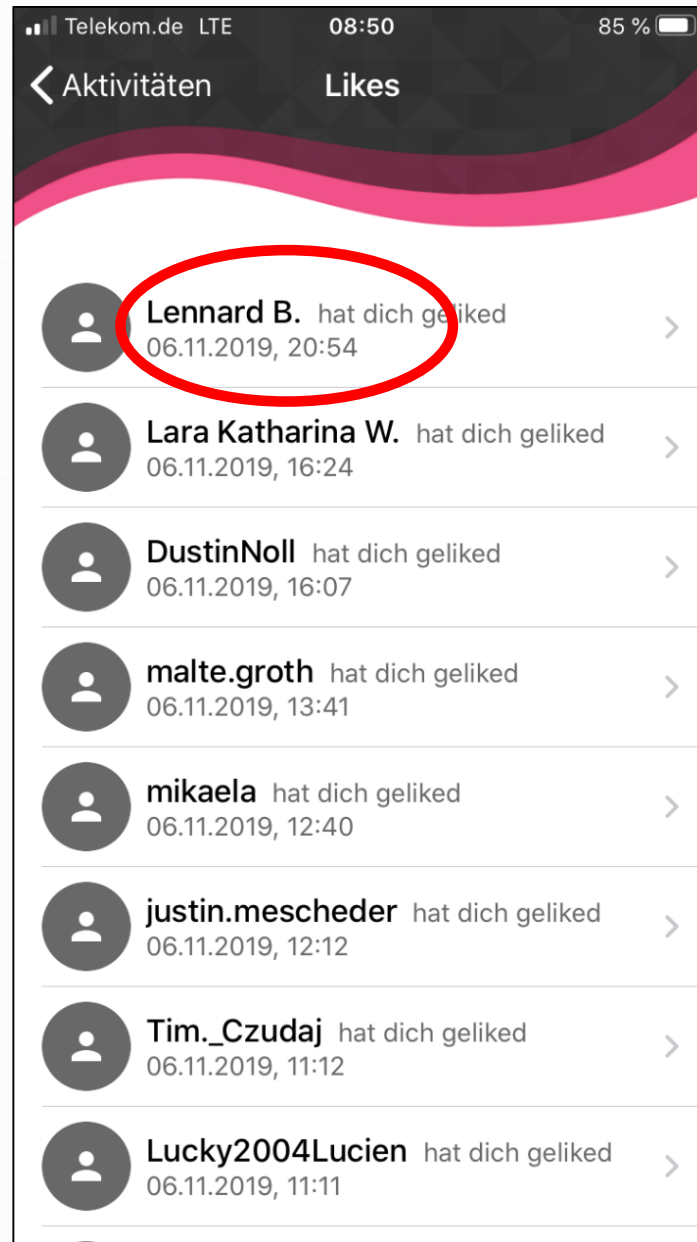 Telekom.de LTE 08:50 85 %
Aktivitäten Likes
Lennard B. hat dich geliked
06.11.2019, 20:54
Lara Katharina W. hat dich geliked
06.11.2019, 16:24
DustinNoll hat dich geliked
06.11.2019, 16:07
malte.groth hat dich geliked
06.11.2019, 13:41
mikaela hat dich geliked
06.11.2019, 12:40
justin.mescheder hat dich geliked
06.11.2019, 12:12
Tim._Czudaj hat dich geliked
06.11.2019, 11:12
Lucky2004Lucien hat dich geliked
06.11.2019, 11:11